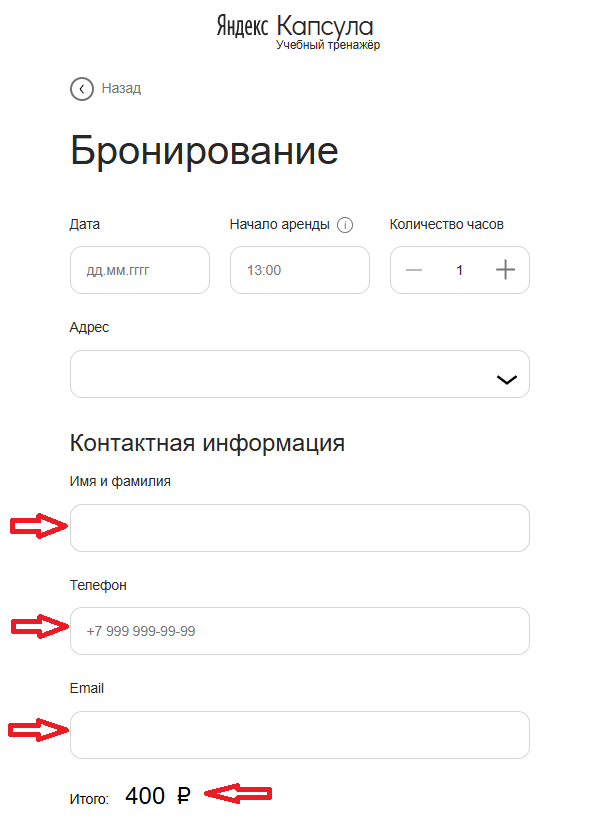 Яндекс Капсула
Учебный тренажёр
Назад
Бронирование
Дата Начало аренды i Количество часов
дд.мм.гггг 13:00 — 1 +
Адрес
Контактная информация
Имя и фамилия
Телефон
+7 999 999-99-99
Email
Итого: 400 ₽